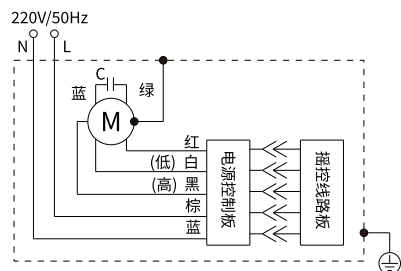 220V/50Hz
N L
C
蓝 绿
M
红
(低) 白
(高) 黑
棕
蓝
电源控制板
摇控线路板